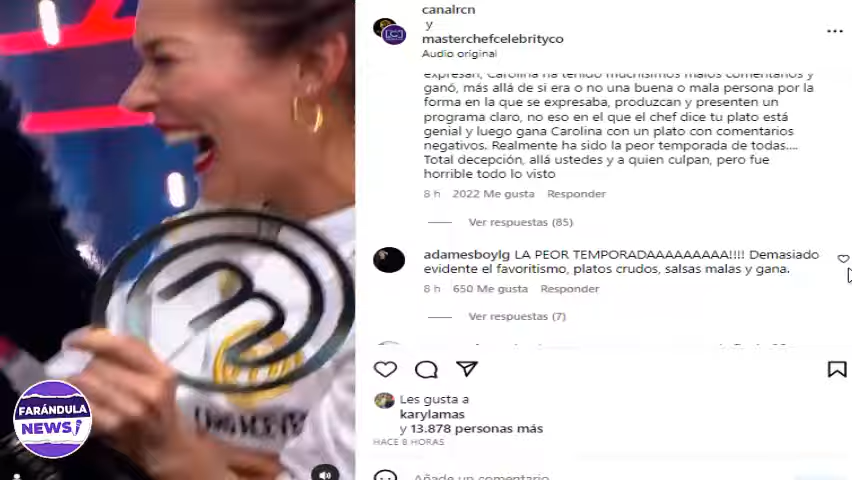 canalrcn
y
masterchefcelebrityco
Audio original
expresan, Carolina ha tenido muchísimos malos comentarios y
ganó, más allá de si era o no una buena o mala persona por la
forma en la que se expresaba, produzcan y presenten un
programa claro, no eso en el que el chef dice tu plato está
genial y luego gana Carolina con un plato con comentarios
negativos. Realmente ha sido la peor temporada de todas....
Total decepción, allá ustedes y a quien culpan, pero fue
horrible todo lo visto
8 h 2022 Me gusta Responder
Ver respuestas (85)
adamesboylg LA PEOR TEMPORADAAAAAAAAA!!!! Demasiado
evidente el favoritismo, platos crudos, salsas malas y gana.
8 h 650 Me gusta Responder
Ver respuestas (7)
Les gusta a
karylamas
y 13.878 personas más
HACE 8 HORAS
Añade un comentario
FARÁNDULA
NEWS